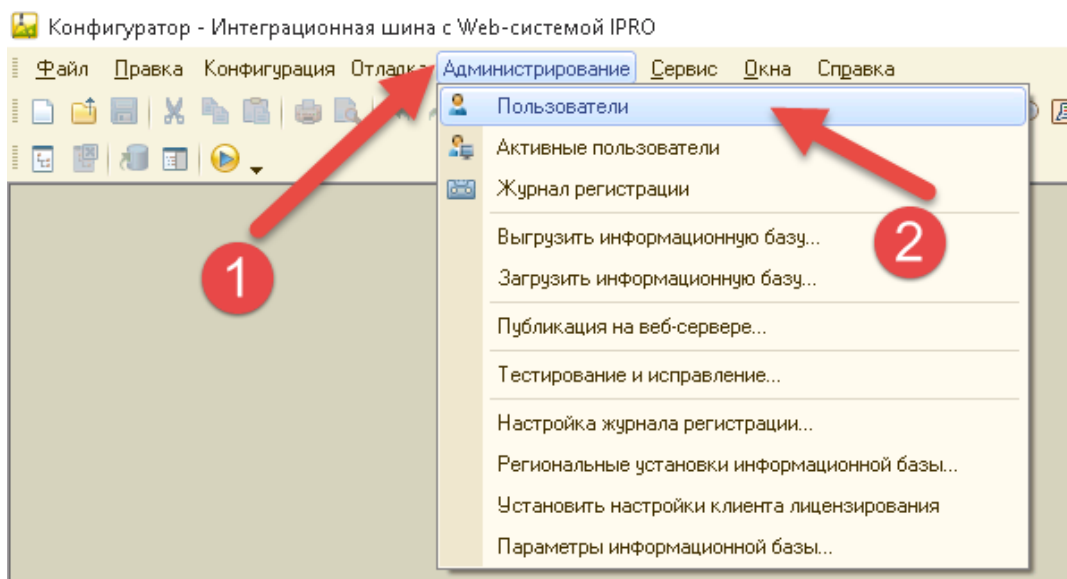 Конфигуратор - Интеграционная шина с Web-системой IPRO
Файл Правка Конфигурация Отладка Администрирование Сервис Окна Справка
Пользователи
Активные пользователи
Журнал регистрации
Выгрузить информационную базу...
2
Загрузить информационную базу...
1
Публикация на веб-сервере...
Тестирование и исправление...
Настройка журнала регистрации...
Региональные установки информационной базы...
Установить настройки клиента лицензирования
Параметры информационной базы...